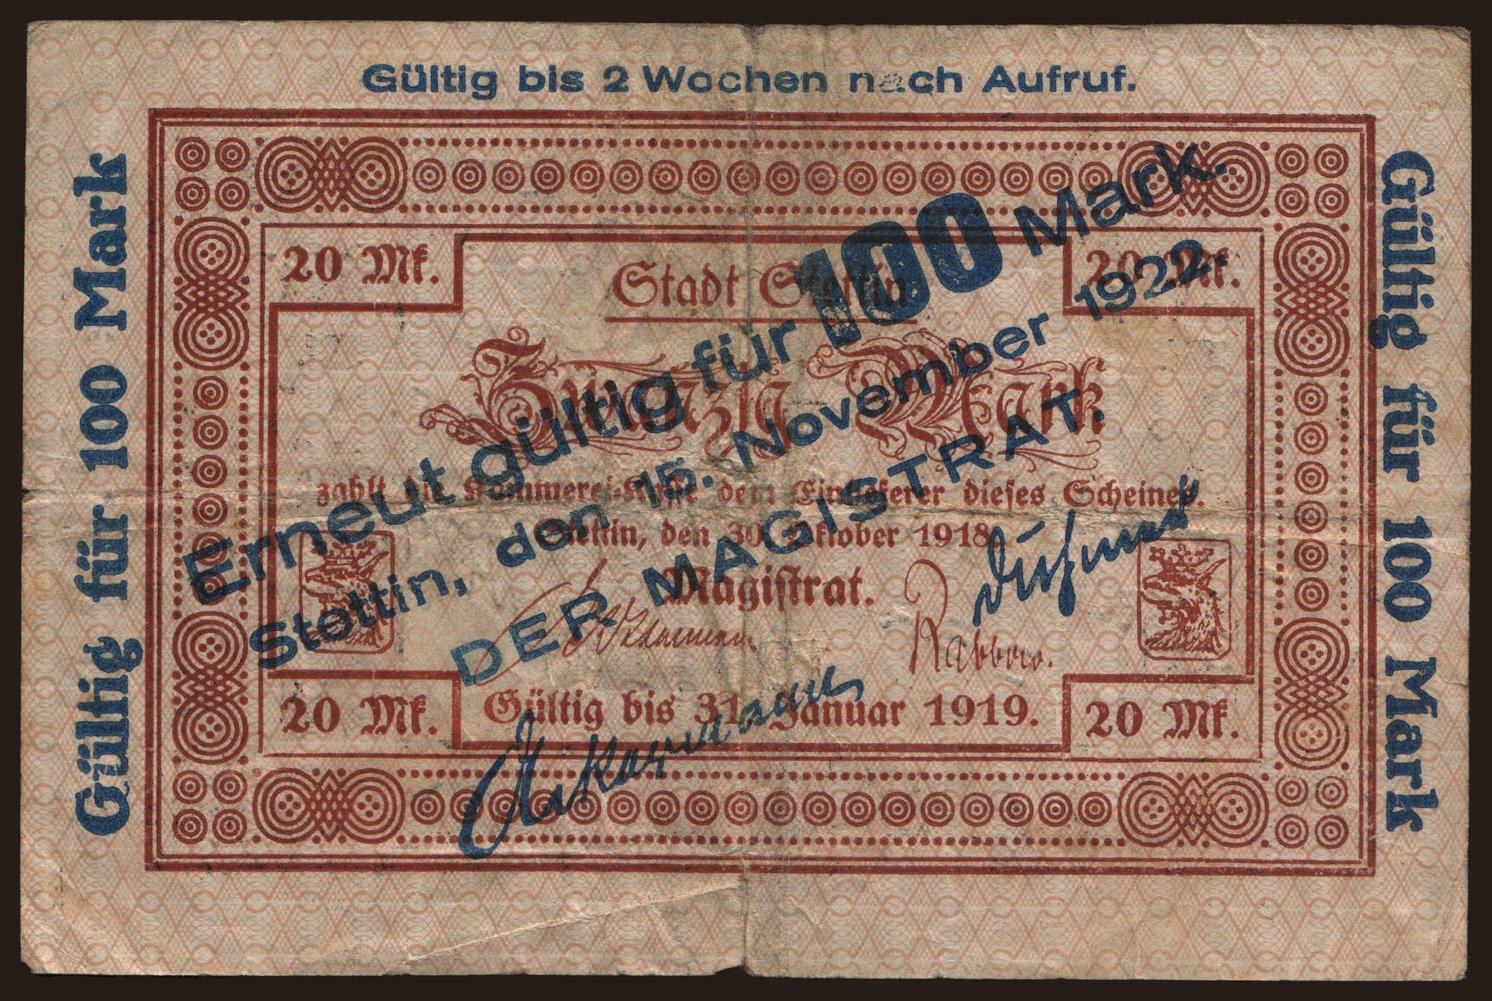 Gültig bis 2 Wochen nach Aufruf.
Gültig für 100 Mark
Gültig für 100 Mark
20 Mk.
20 Mk.
Stadt Stettin
Zwanzig Mark
zahlt die Kämmerei-Kasse dem Einlieferer dieses Scheines.
Stettin, den 30. Oktober 1918.
Magistrat.
Gültig bis 31. Januar 1919.
20 Mk.
20 Mk.
Erneut gültig für 100 Mark.
Stettin, den 15. November 1922.
DER MAGISTRAT.